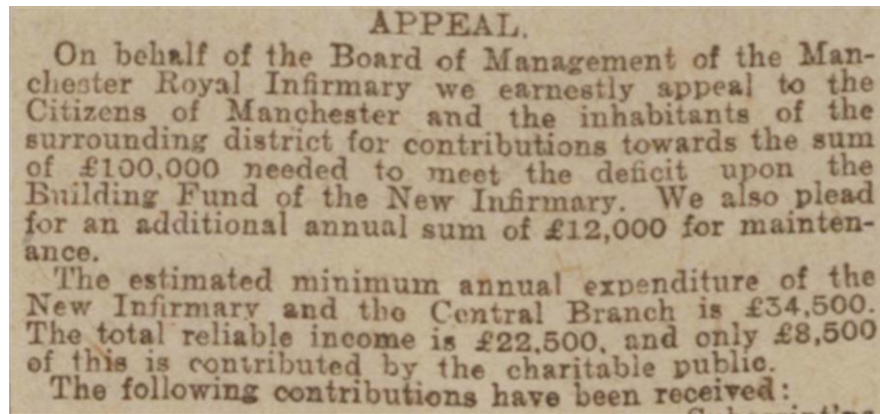 APPEAL.
On behalf of the Board of Management of the Man-
chester Royal Infirmary we earnestly appeal to the
Citizens of Manchester and the inhabitants of the
surrounding district for contributions towards the sum
of £100,000 needed to meet the deficit upon the
Building Fund of the New Infirmary. We also plead
for an additional annual sum of £12,000 for mainten-
ance.
The estimated minimum annual expenditure of the
New Infirmary and the Central Branch is £34,500.
The total reliable income is £22,500, and only £8,500
of this is contributed by the charitable public.
The following contributions have been received: